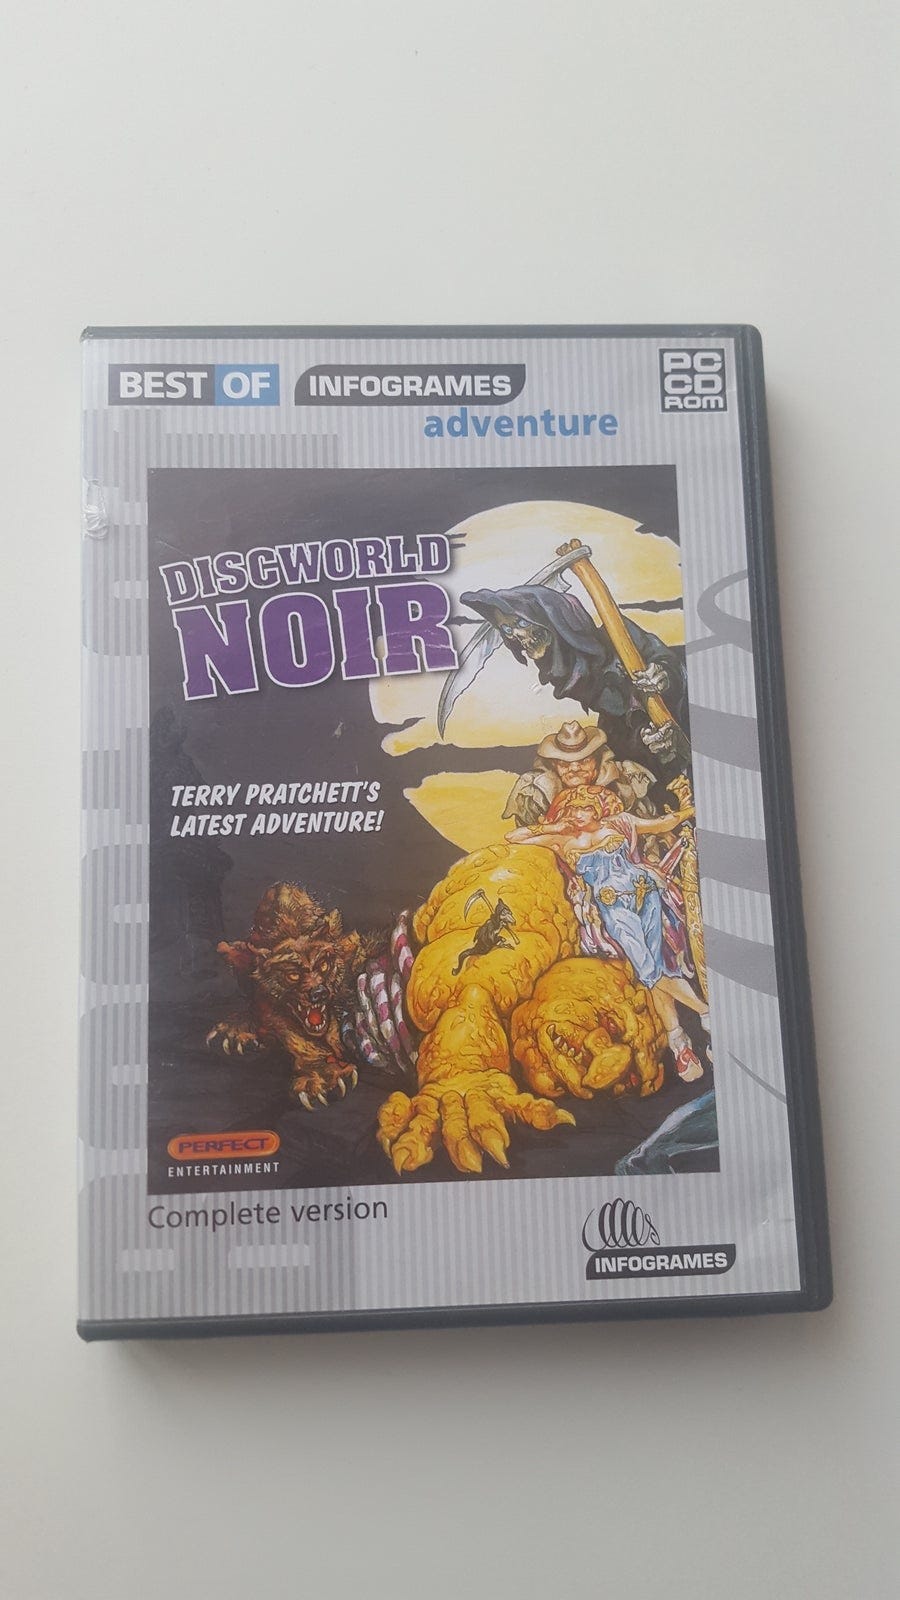 BEST OF INFOGRAMES
adventure
PC
CD
ROM
DISCWORLD
NOIR
TERRY PRATCHETT'S
LATEST ADVENTURE!
PERFECT
ENTERTAINMENT
Complete version
INFOGRAMES